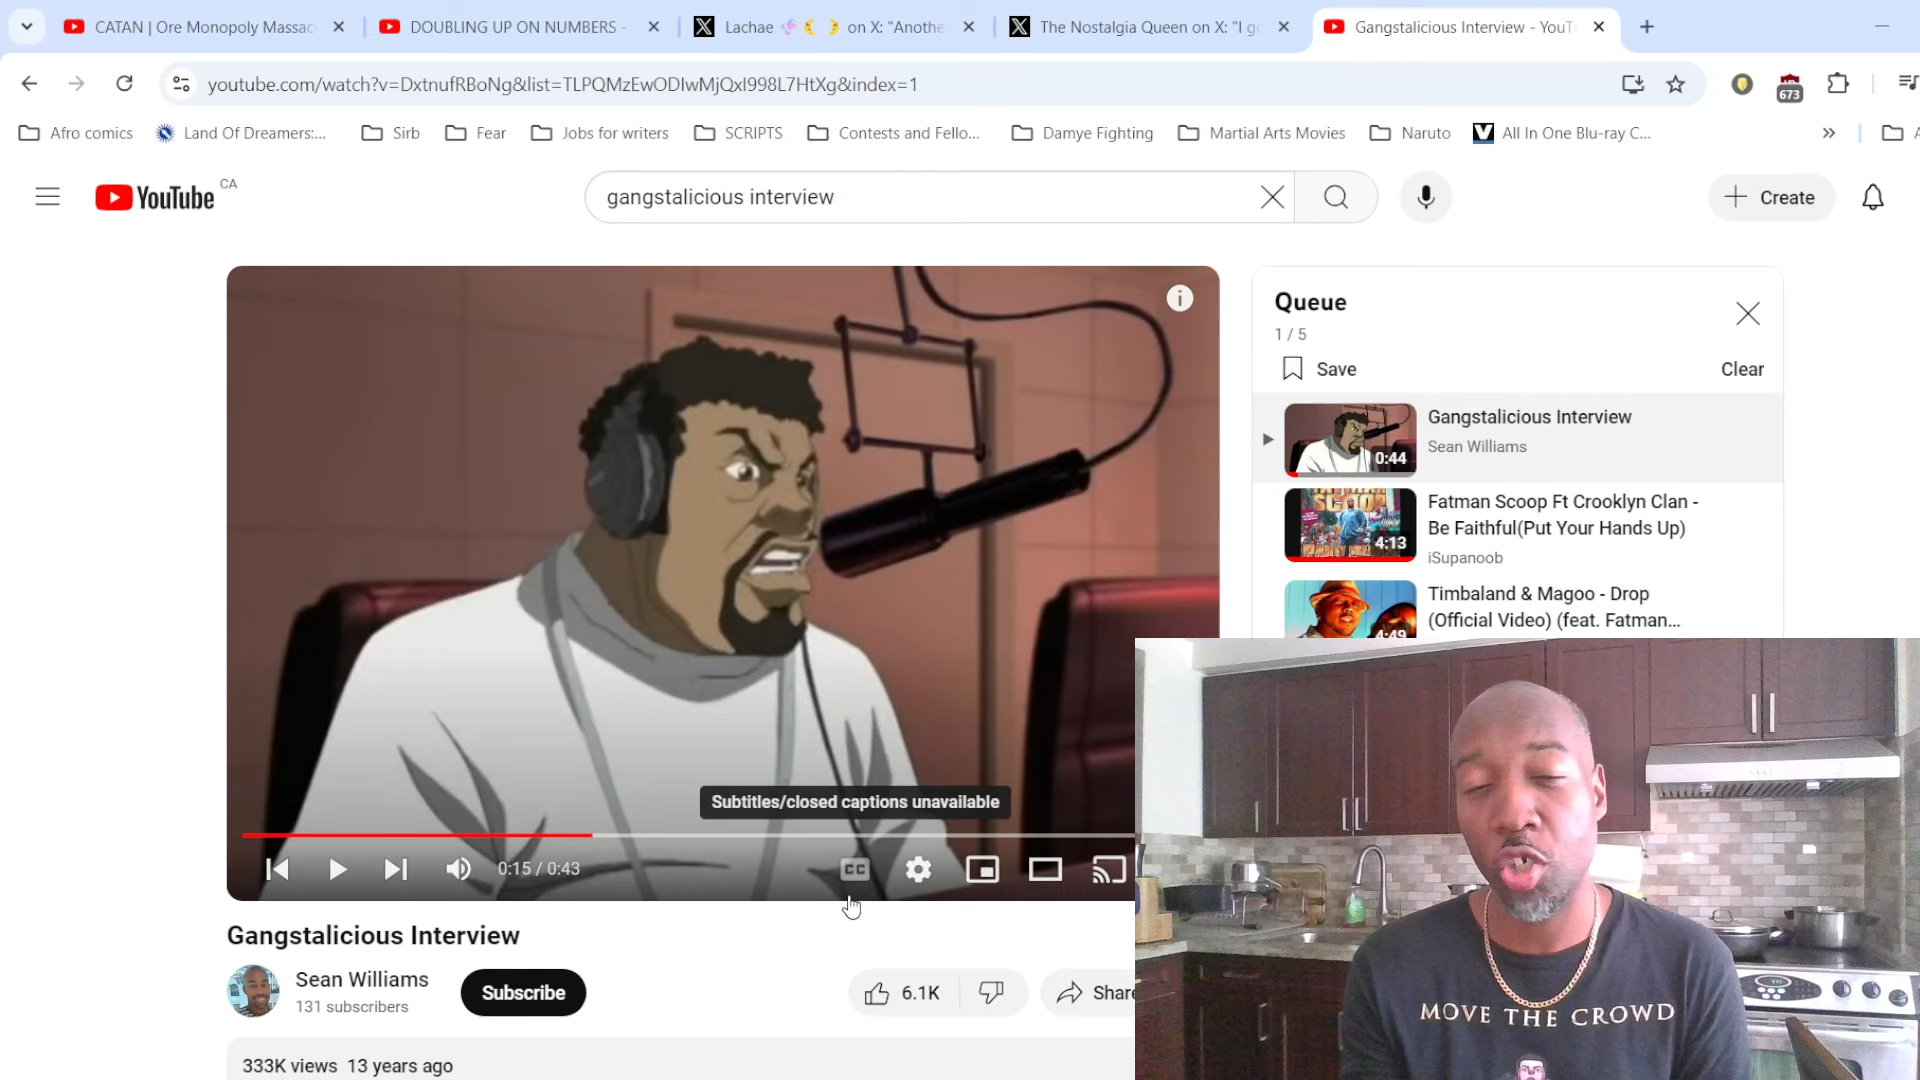 CATAN | Ore Monopoly Massac
DOUBLING UP ON NUMBERS -
Lachae on X: "Anothe
The Nostalgia Queen on X: "I go
Gangstalicious Interview - YouT
youtube.com/watch?v=DxtnufRBoNg&list=TLPQMzEwODIwMjQxI998L7HtXg&index=1
673
Afro comics
Land Of Dreamers:...
Sirb
Fear
Jobs for writers
SCRIPTS
Contests and Fello...
Damye Fighting
Martial Arts Movies
Naruto
All In One Blu-ray C...
YouTube CA
gangstalicious interview
Create
Queue
1 / 5
Save
Clear
Gangstalicious Interview
Sean Williams
0:44
Fatman Scoop Ft Crooklyn Clan -
Be Faithful(Put Your Hands Up)
iSupanoob
SCOOP
4:13
Timbaland & Magoo - Drop
(Official Video) (feat. Fatman...
4:49
Subtitles/closed captions unavailable
0:15 / 0:43
CC
Gangstalicious Interview
Sean Williams
131 subscribers
Subscribe
6.1K
Share
333K views 13 years ago
MOVE THE CROWD